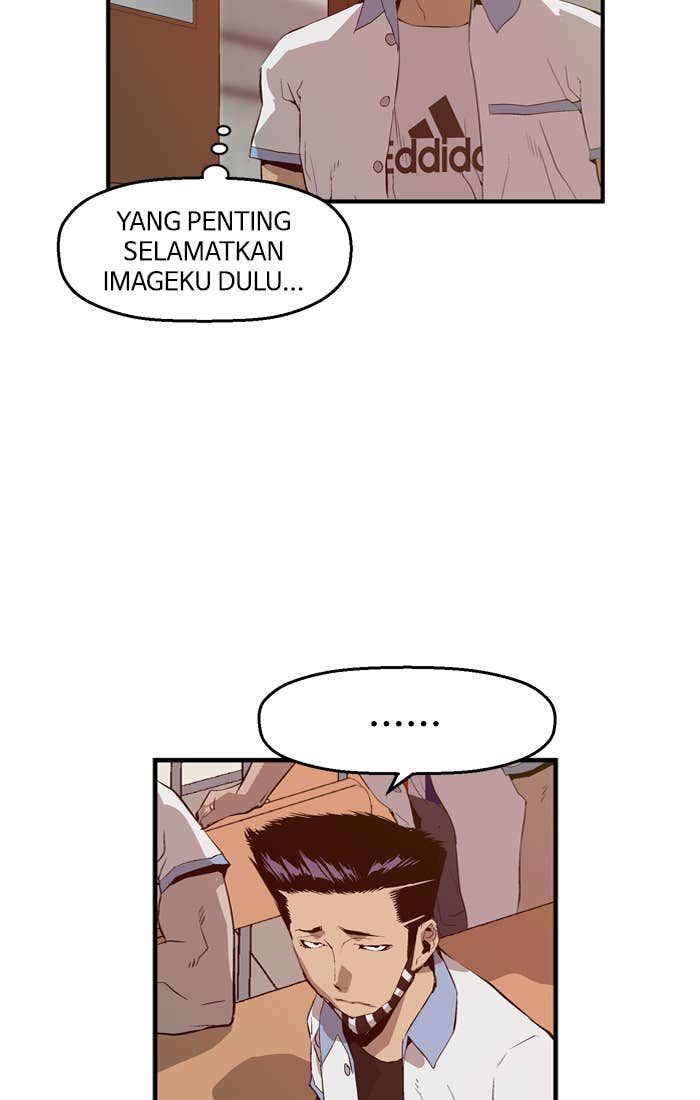 Eddido
YANG PENTING
SELAMATKAN
IMAGEKU DULU...
......